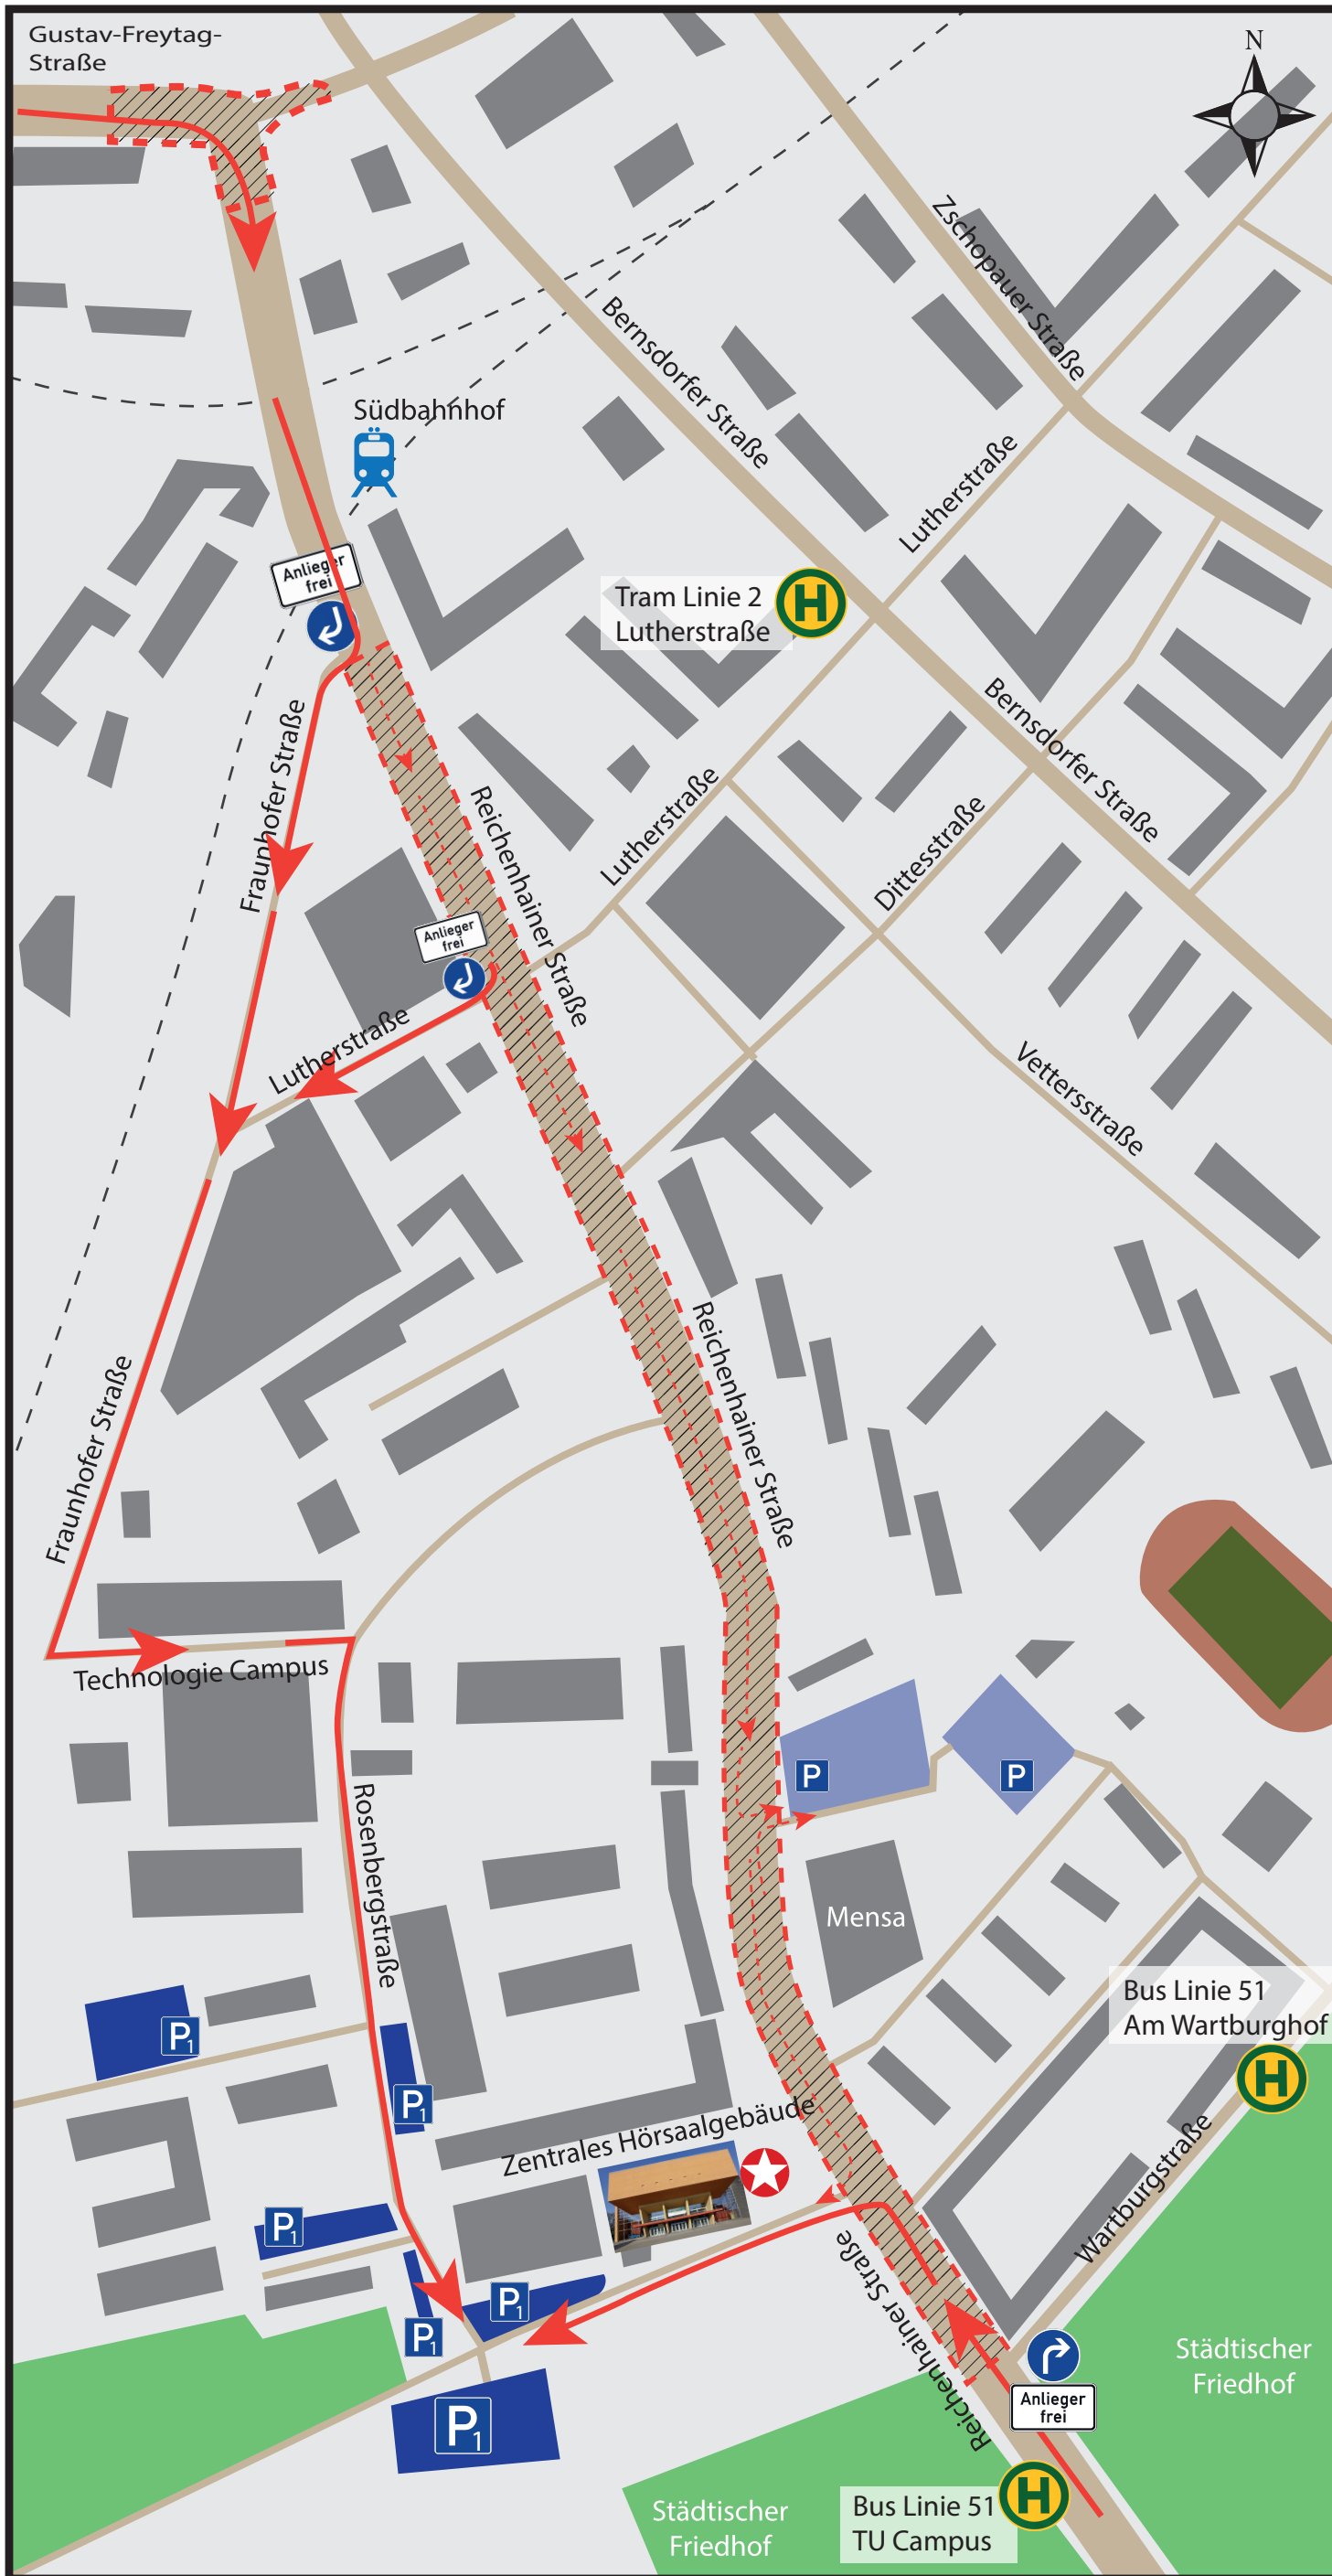 Gustav-Freytag-
Straße
N
Zschopauer Straße
Bernsdorfer Straße
Südbahnhof
Lutherstraße
Anlieger
frei
Tram Linie 2
Lutherstraße
H
Bernsdorfer Straße
Fraunhofer Straße
Reichenhainer Straße
Lutherstraße
Dittesstraße
Anlieger
frei
Lutherstraße
Vettersstraße
Reichenhainer Straße
Fraunhofer Straße
Technologie Campus
P
P
Rosenbergstraße
Mensa
Bus Linie 51
Am Wartburghof
H
P1
P1
Zentrales Hörsaalgebäude
Wartburgstraße
P1
P1
P1
Reichenhainer Straße
Anlieger
frei
Städtischer
Friedhof
P1
Bus Linie 51
TU Campus
H
Städtischer
Friedhof